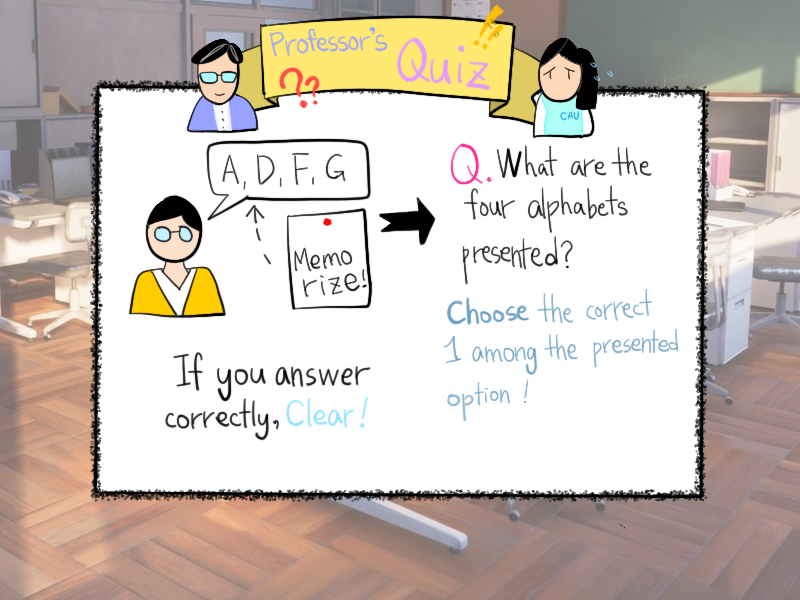 Professor's
Quiz
??
CAU
A, D, F, G
Memo
rize!
If you answer
correctly, Clear!
Q. What are the
four alphabets
presented?
Choose the correct
1 among the presented
option!